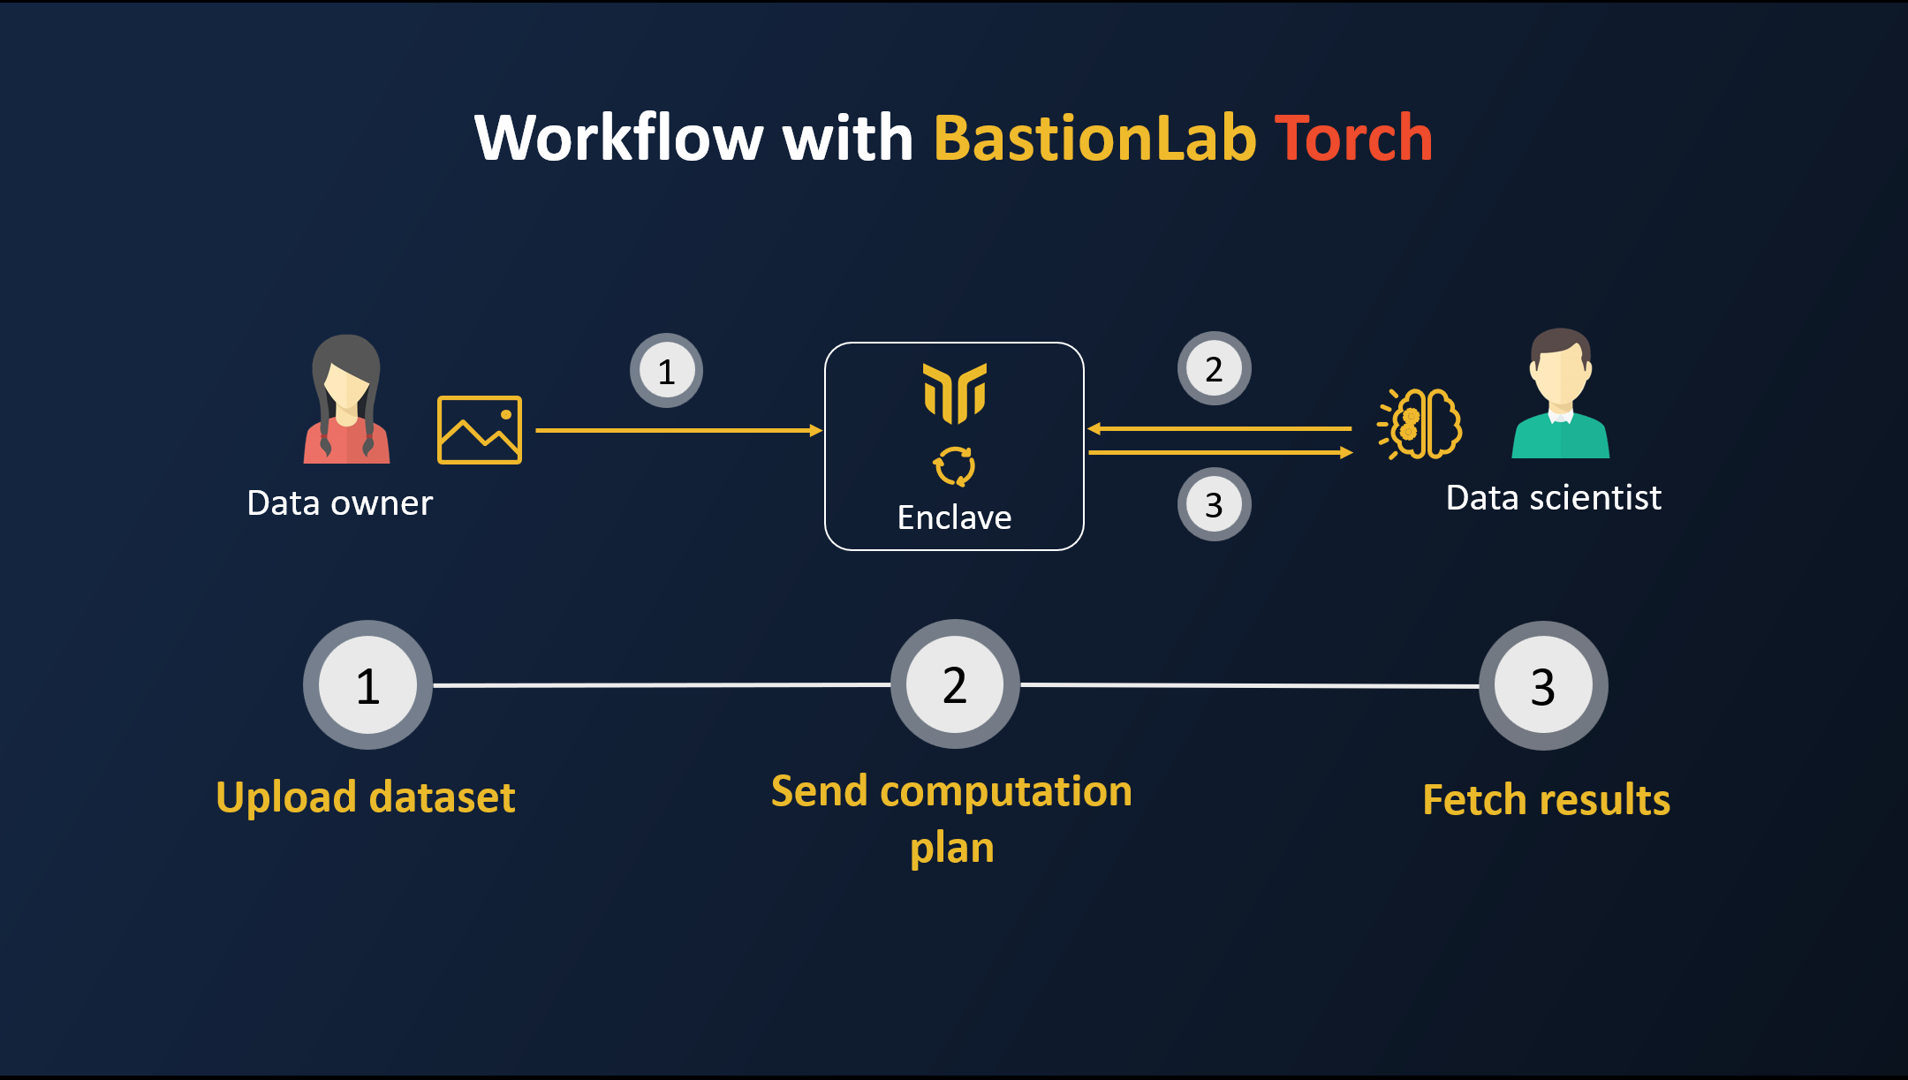 Workflow with BastionLab Torch
1
2
3
Data owner
Enclave
Data scientist
1
2
3
Upload dataset
Send computation
plan
Fetch results